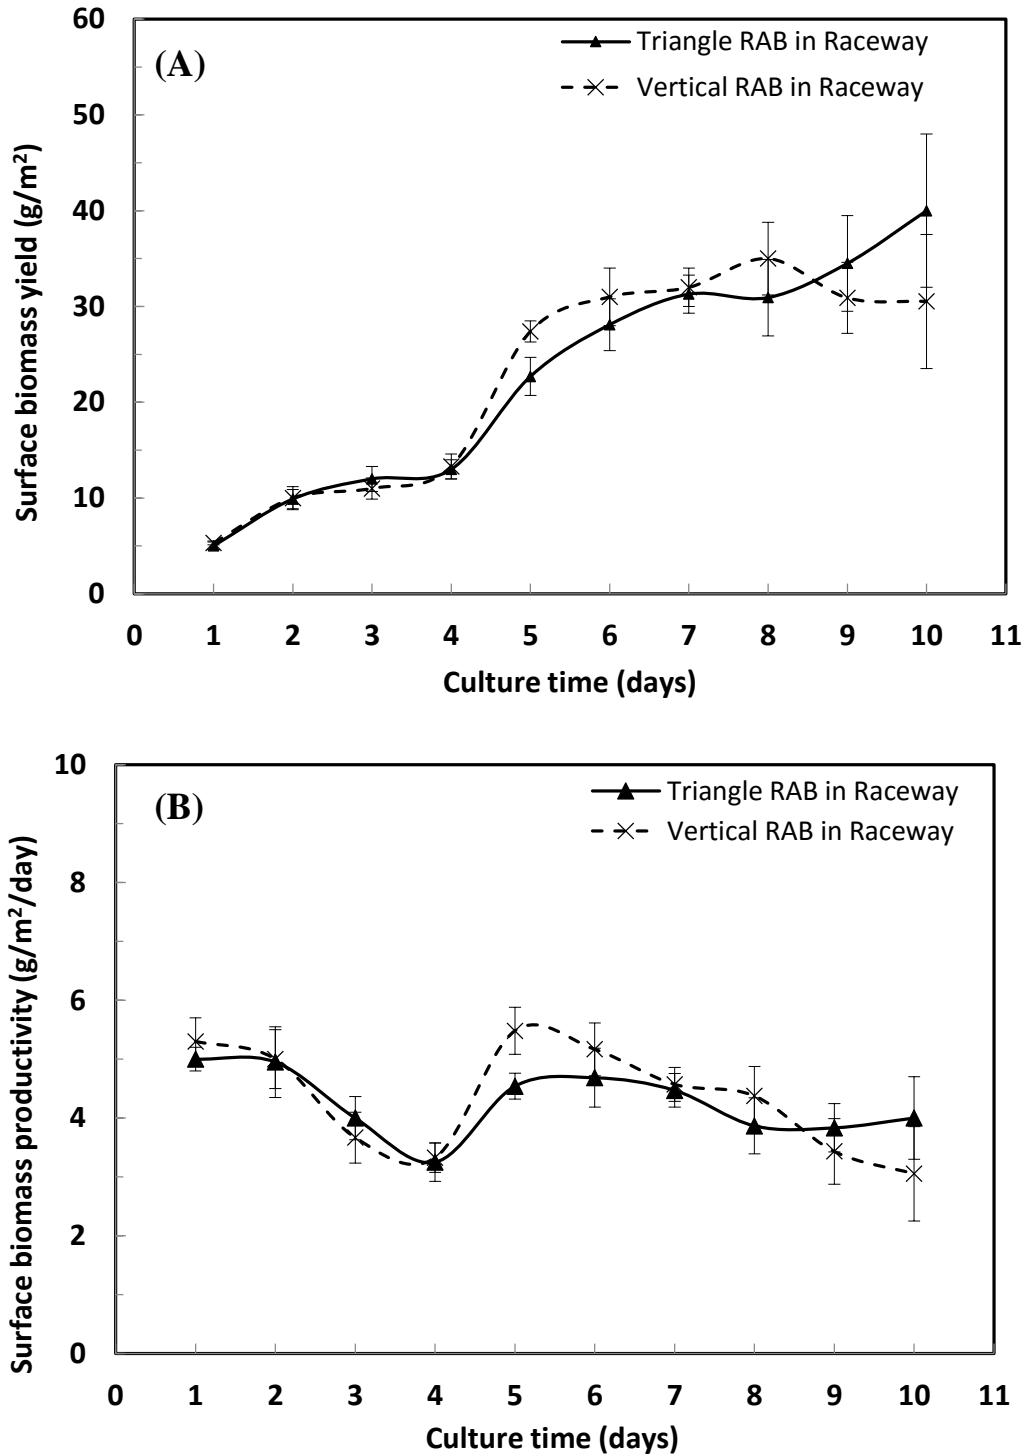 (A)
Triangle RAB in Raceway
Vertical RAB in Raceway
Surface biomass yield (g/m²)
60
50
40
30
20
10
0
0 1 2 3 4 5 6 7 8 9 10 11
Culture time (days)
(B)
Triangle RAB in Raceway
Vertical RAB in Raceway
Surface biomass productivity (g/m²/day)
10
8
6
4
2
0
0 1 2 3 4 5 6 7 8 9 10 11
Culture time (days)